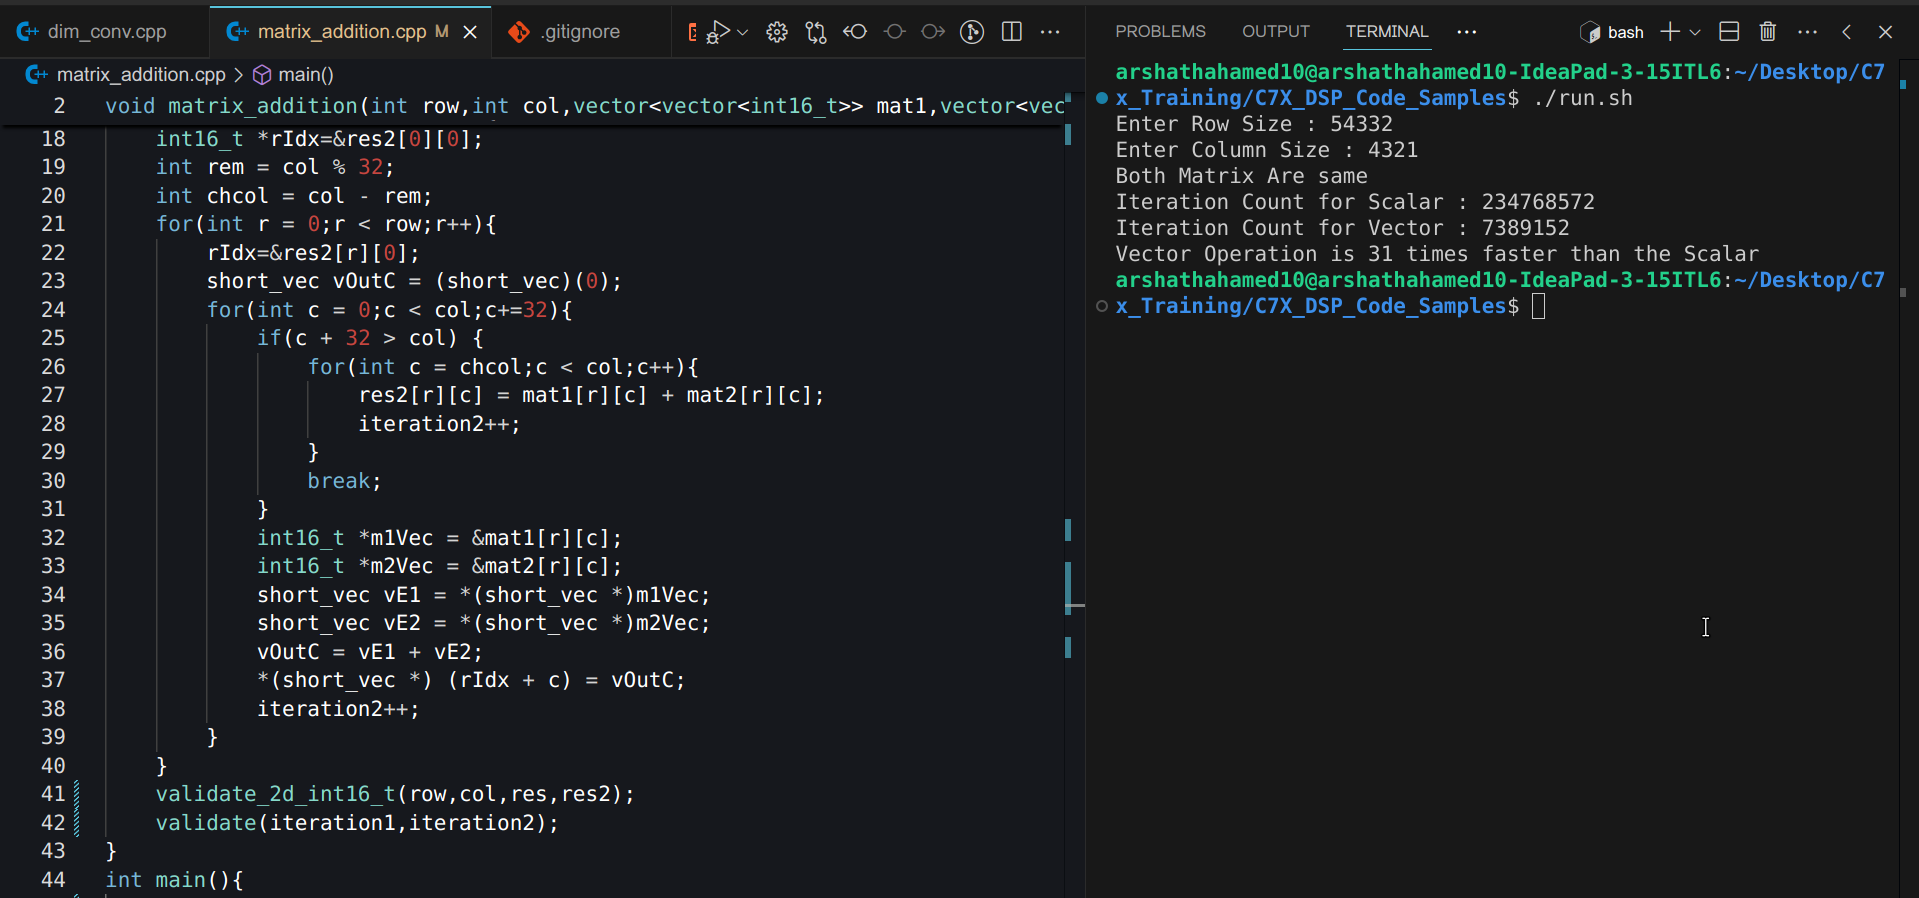 dim_conv.cpp
matrix_addition.cpp M
.gitignore
matrix_addition.cpp > main()
2 void matrix_addition(int row,int col,vector<vector<int16_t>> mat1,vector<vec
18 int16_t *rIdx=&res2[0][0];
19 int rem = col % 32;
20 int chcol = col - rem;
21 for(int r = 0;r < row;r++){
22 rIdx=&res2[r][0];
23 short_vec vOutC = (short_vec)(0);
24 for(int c = 0;c < col;c+=32){
25 if(c + 32 > col) {
26 for(int c = chcol;c < col;c++){
27 res2[r][c] = mat1[r][c] + mat2[r][c];
28 iteration2++;
29 }
30 break;
31 }
32 int16_t *m1Vec = &mat1[r][c];
33 int16_t *m2Vec = &mat2[r][c];
34 short_vec vE1 = *(short_vec *)m1Vec;
35 short_vec vE2 = *(short_vec *)m2Vec;
36 vOutC = vE1 + vE2;
37 *(short_vec *) (rIdx + c) = vOutC;
38 iteration2++;
39 }
40 }
41 validate_2d_int16_t(row,col,res,res2);
42 validate(iteration1,iteration2);
43 }
44 int main(){
PROBLEMS OUTPUT TERMINAL ··· bash
arshathahamed10@arshathahamed10-IdeaPad-3-15ITL6:~/Desktop/C7
x_Training/C7X_DSP_Code_Samples$ ./run.sh
Enter Row Size : 54332
Enter Column Size : 4321
Both Matrix Are same
Iteration Count for Scalar : 234768572
Iteration Count for Vector : 7389152
Vector Operation is 31 times faster than the Scalar
arshathahamed10@arshathahamed10-IdeaPad-3-15ITL6:~/Desktop/C7
x_Training/C7X_DSP_Code_Samples$